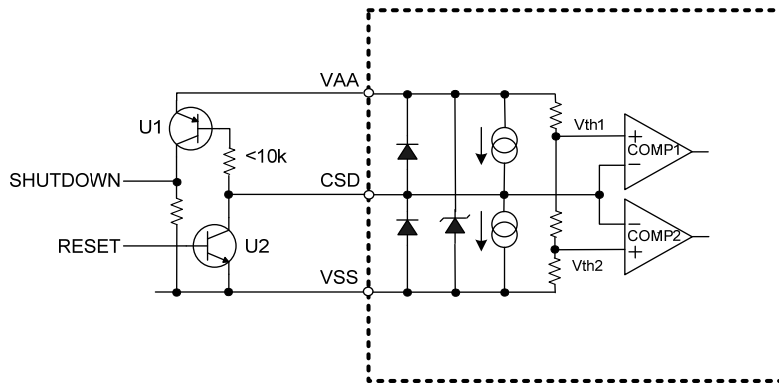 VAA
U1
<10k
Vth1
+
COMP1
−
SHUTDOWN
CSD
−
COMP2
+
RESET
U2
Vth2
VSS